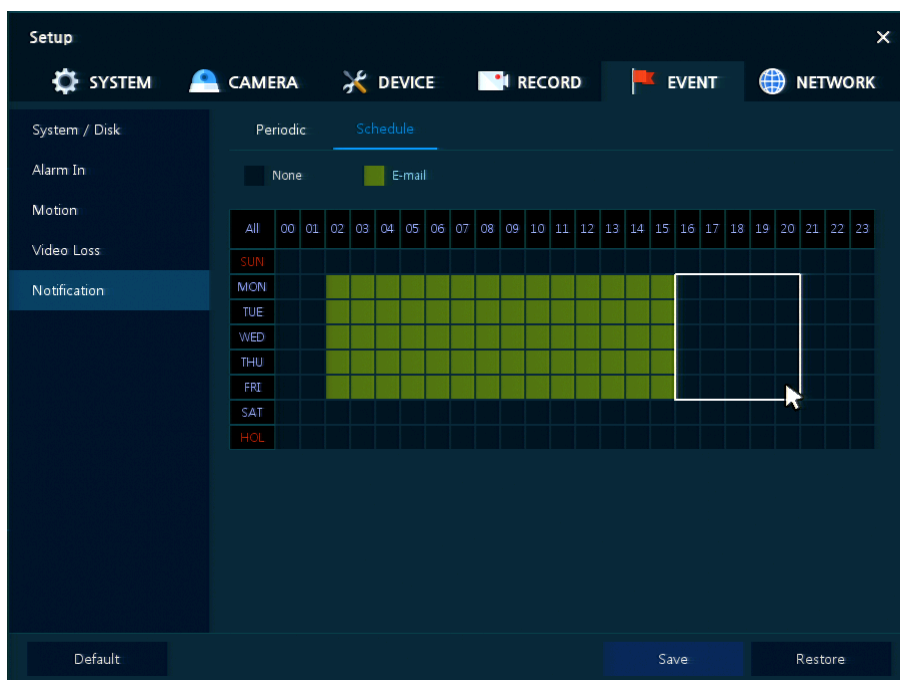 Setup
SYSTEM CAMERA DEVICE RECORD EVENT NETWORK
System / Disk
Alarm In
Motion
Video Loss
Notification
Periodic Schedule
None E-mail
All 00 01 02 03 04 05 06 07 08 09 10 11 12 13 14 15 16 17 18 19 20 21 22 23
SUN
MON
TUE
WED
THU
FRI
SAT
HOL
Default Save Restore